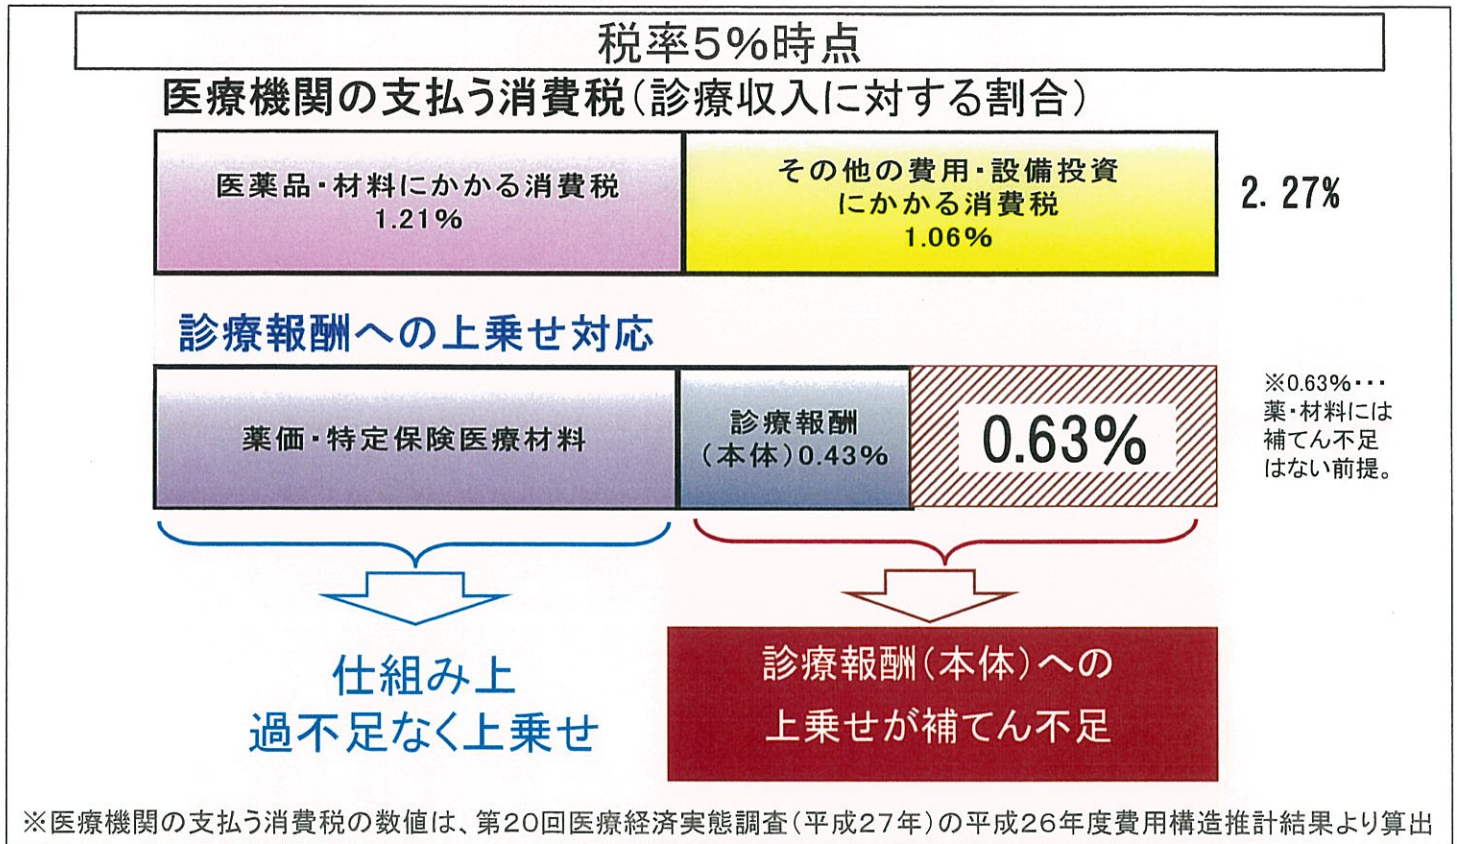 税率5%時点
医療機関の支払う消費税(診療収入に対する割合)
医薬品・材料にかかる消費税
1.21%
その他の費用・設備投資
にかかる消費税
1.06%
2.27%
診療報酬への上乗せ対応
薬価・特定保険医療材料
診療報酬
(本体)0.43%
0.63%
※0.63%・・・
薬・材料には
補てん不足
はない前提。
仕組み上
過不足なく上乗せ
診療報酬(本体)への
上乗せが補てん不足
※医療機関の支払う消費税の数値は、第20回医療経済実態調査(平成27年)の平成26年度費用構造推計結果より算出